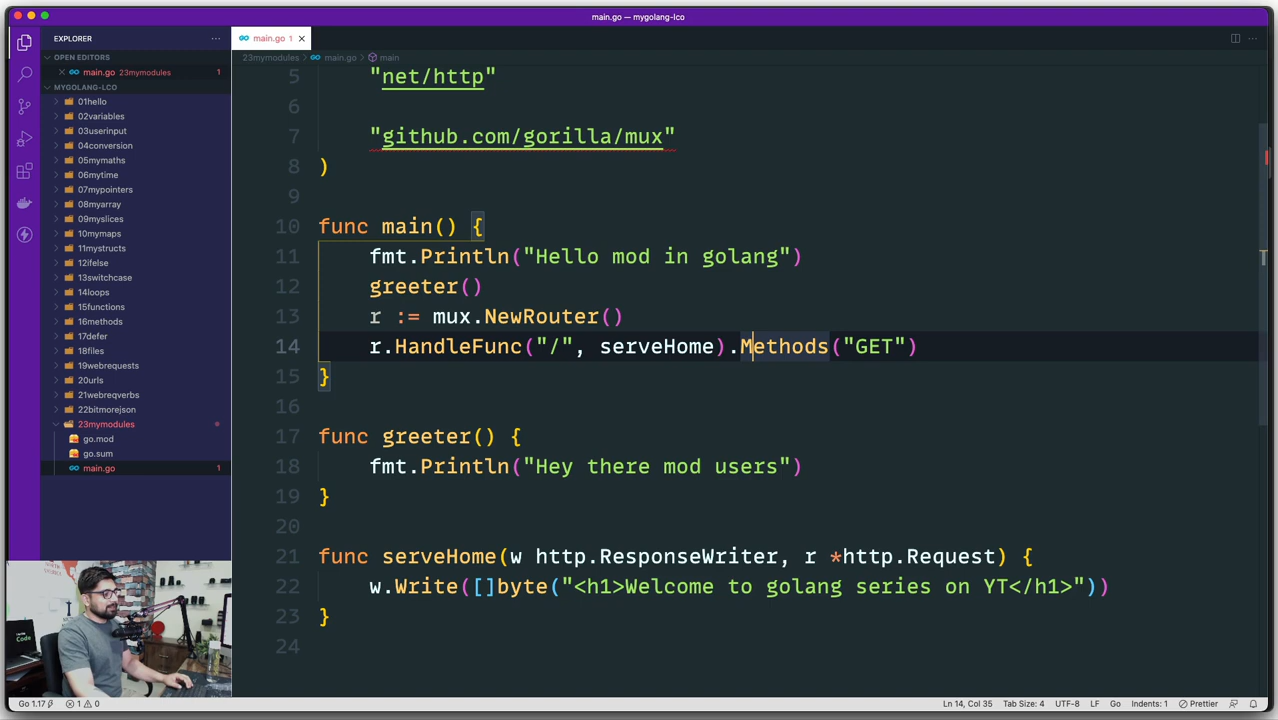 main.go — mygolang-lco
EXPLORER
OPEN EDITORS
main.go 23mymodules 1
MYGOLANG-LCO
01hello
02variables
03userinput
04conversion
05mymaths
06mytime
07mypointers
08myarray
09myslices
10mymaps
11mystructs
12ifelse
13switchcase
14loops
15functions
16methods
17defer
18files
19webrequests
20urls
21webreqverbs
22bitmorejson
23mymodules
go.mod
go.sum
main.go 1
main.go 1
23mymodules › main.go › main
5 "net/http"
6
7 "github.com/gorilla/mux"
8 )
9
10 func main() {
11 fmt.Println("Hello mod in golang")
12 greeter()
13 r := mux.NewRouter()
14 r.HandleFunc("/", serveHome).Methods("GET")
15 }
16
17 func greeter() {
18 fmt.Println("Hey there mod users")
19 }
20
21 func serveHome(w http.ResponseWriter, r *http.Request) {
22 w.Write([]byte("<h1>Welcome to golang series on YT</h1>"))
23 }
24
Go 1.17 1 0 Ln 14, Col 35 Tab Size: 4 UTF-8 LF Go Indents: 1 Prettier